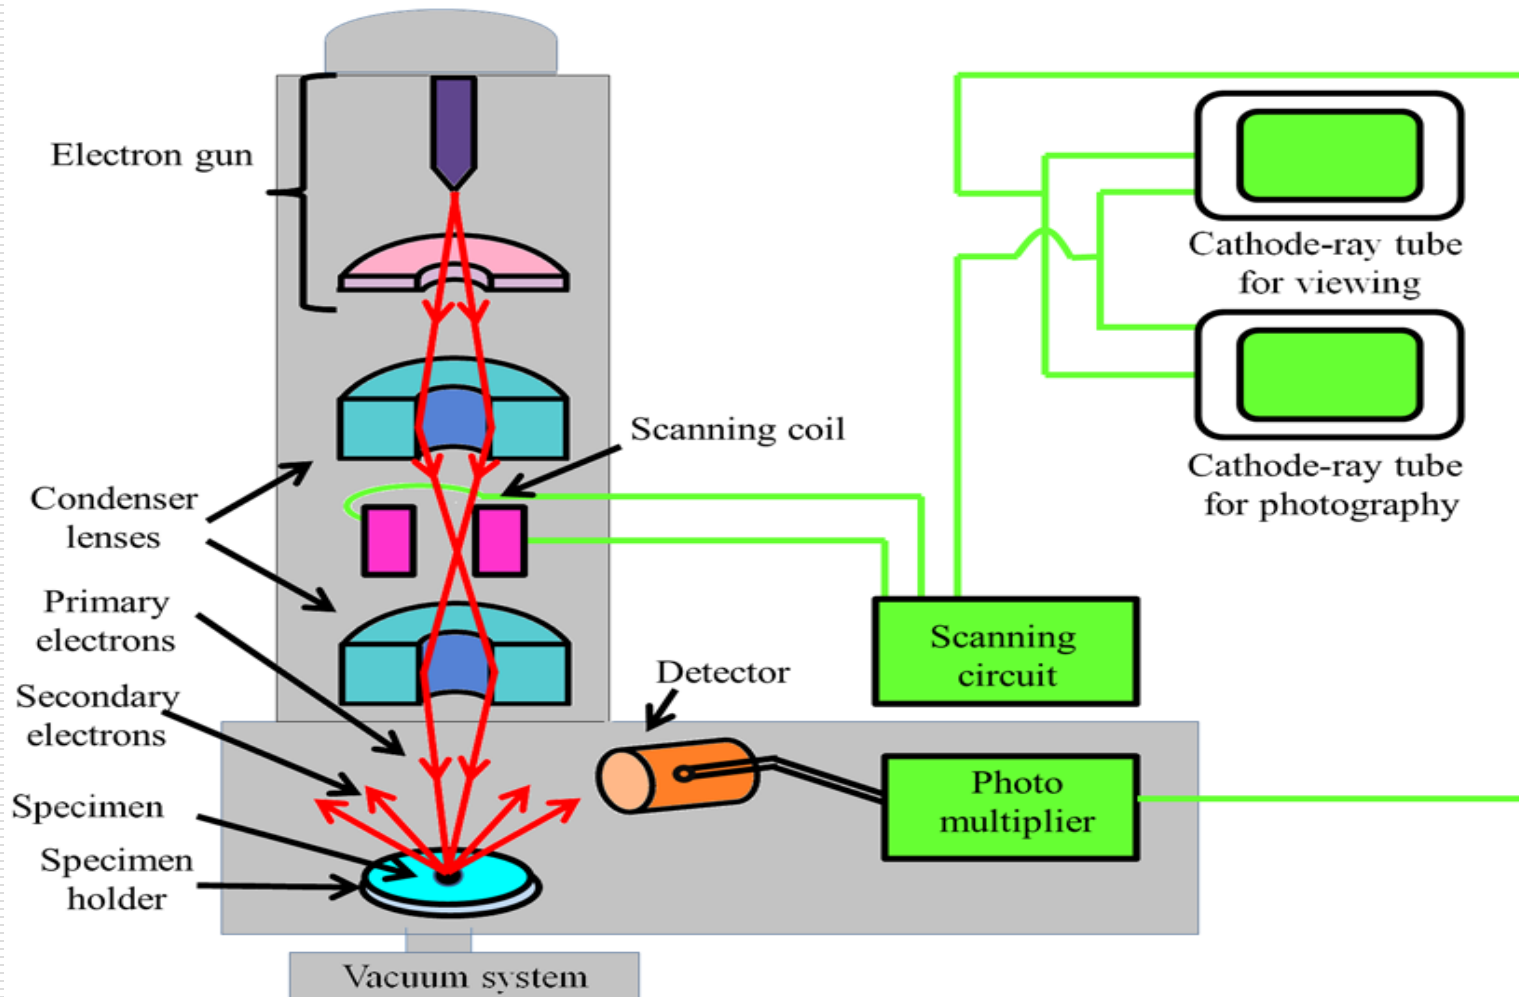 Electron gun
Cathode-ray tube
for viewing
Scanning coil
Cathode-ray tube
for photography
Condenser
lenses
Primary
electrons
Scanning
circuit
Detector
Secondary
electrons
Photo
multiplier
Specimen
Specimen
holder
Vacuum system